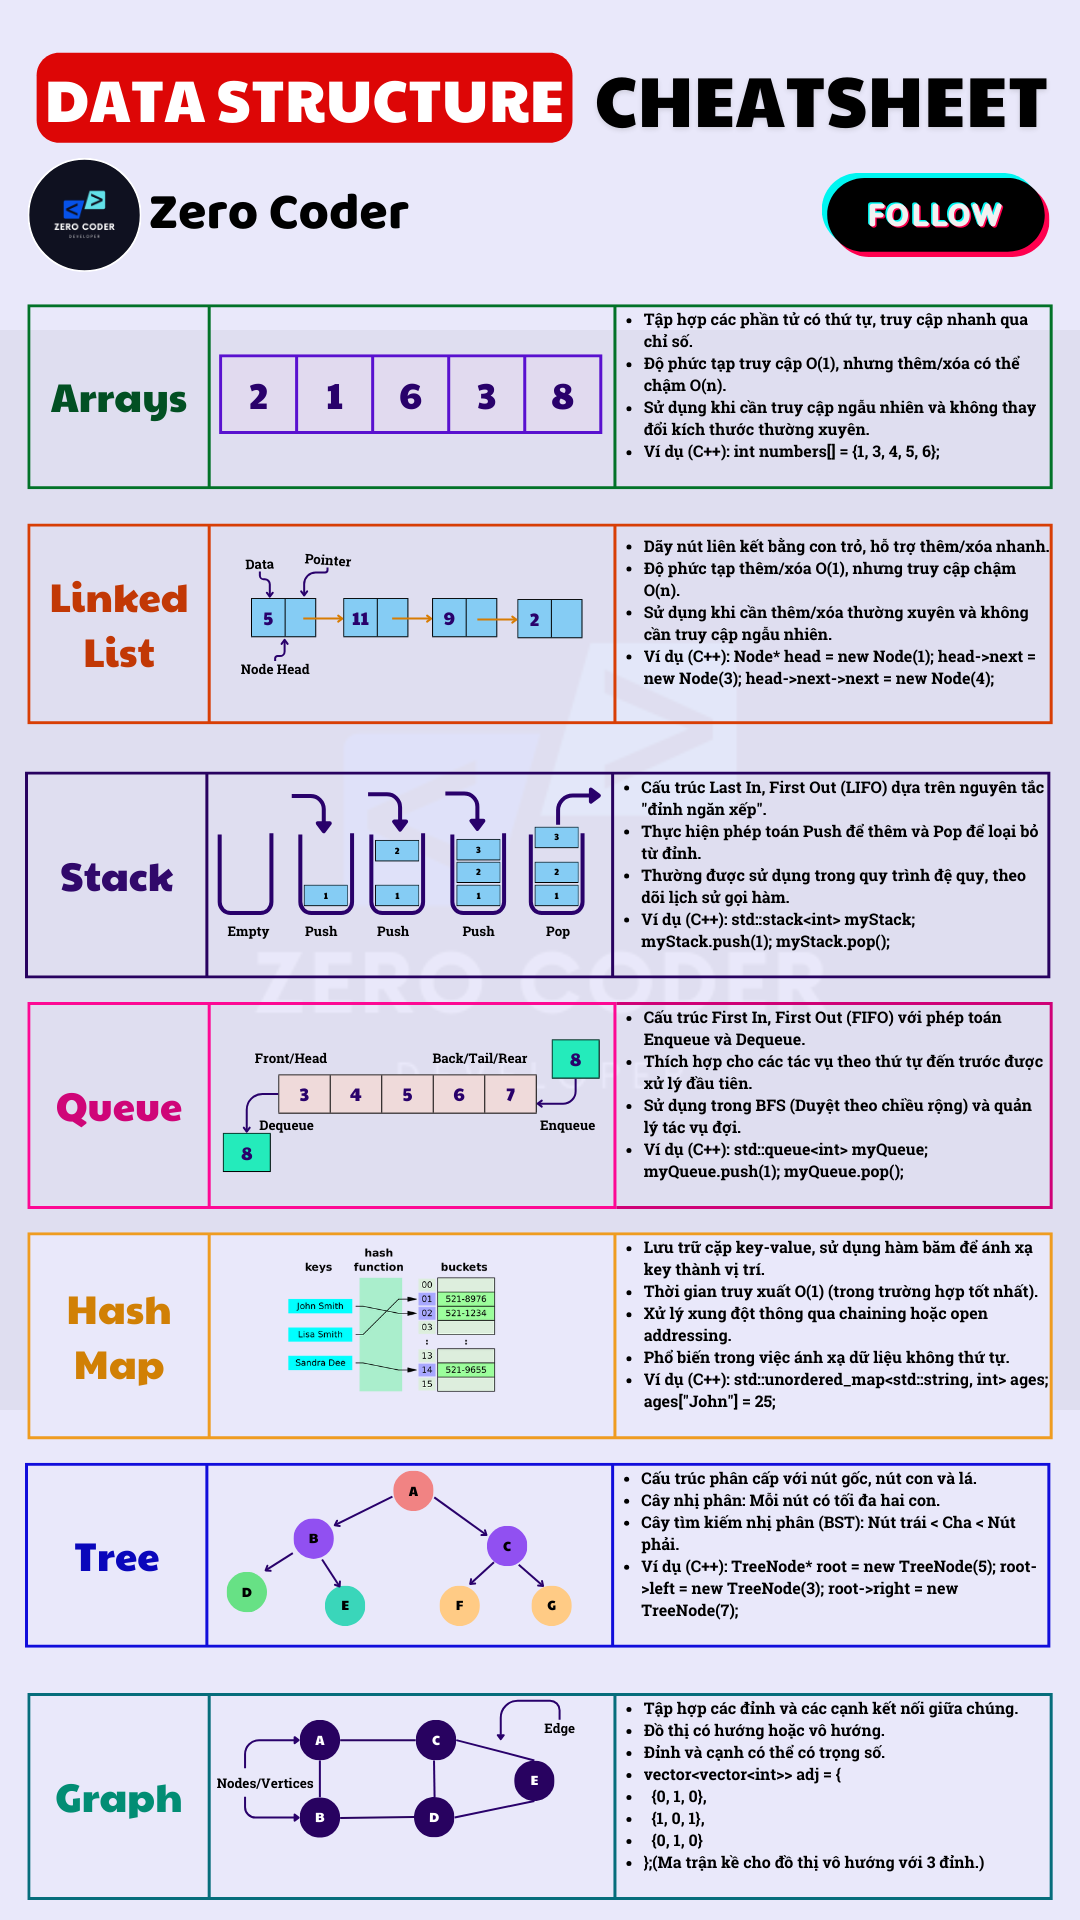 DATA STRUCTURE CHEATSHEET
ZERO CODER
DEVELOPER
Zero Coder
FOLLOW
Arrays
2 1 6 3 8
Tập hợp các phần tử có thứ tự, truy cập nhanh qua
chỉ số.
Độ phức tạp truy cập O(1), nhưng thêm/xóa có thể
chậm O(n).
Sử dụng khi cần truy cập ngẫu nhiên và không thay
đổi kích thước thường xuyên.
Ví dụ (C++): int numbers[] = {1, 3, 4, 5, 6};
Linked
List
Data Pointer
5 11 9 2
Node Head
Dãy nút liên kết bằng con trỏ, hỗ trợ thêm/xóa nhanh.
Độ phức tạp thêm/xóa O(1), nhưng truy cập chậm
O(n).
Sử dụng khi cần thêm/xóa thường xuyên và không
cần truy cập ngẫu nhiên.
Ví dụ (C++): Node* head = new Node(1); head->next =
new Node(3); head->next->next = new Node(4);
Stack
3
2 3
2 2
1 1 1 1
Empty Push Push Push Pop
Cấu trúc Last In, First Out (LIFO) dựa trên nguyên tắc
"đỉnh ngăn xếp".
Thực hiện phép toán Push để thêm và Pop để loại bỏ
từ đỉnh.
Thường được sử dụng trong quy trình đệ quy, theo
dõi lịch sử gọi hàm.
Ví dụ (C++): std::stack<int> myStack;
myStack.push(1); myStack.pop();
ZERO CODER
DEVELOPER
Queue
Front/Head Back/Tail/Rear 8
3 4 5 6 7
Dequeue Enqueue
8
Cấu trúc First In, First Out (FIFO) với phép toán
Enqueue và Dequeue.
Thích hợp cho các tác vụ theo thứ tự đến trước được
xử lý đầu tiên.
Sử dụng trong BFS (Duyệt theo chiều rộng) và quản
lý tác vụ đợi.
Ví dụ (C++): std::queue<int> myQueue;
myQueue.push(1); myQueue.pop();
Hash
Map
hash
keys function buckets
00
John Smith 01 521-8976
02 521-1234
Lisa Smith 03
: :
13
Sandra Dee 14 521-9655
15
Lưu trữ cặp key-value, sử dụng hàm băm để ánh xạ
key thành vị trí.
Thời gian truy xuất O(1) (trong trường hợp tốt nhất).
Xử lý xung đột thông qua chaining hoặc open
addressing.
Phổ biến trong việc ánh xạ dữ liệu không thứ tự.
Ví dụ (C++): std::unordered_map<std::string, int> ages;
ages["John"] = 25;
Tree
A
B C
D E F G
Cấu trúc phân cấp với nút gốc, nút con và lá.
Cây nhị phân: Mỗi nút có tối đa hai con.
Cây tìm kiếm nhị phân (BST): Nút trái < Cha < Nút
phải.
Ví dụ (C++): TreeNode* root = new TreeNode(5); root-
>left = new TreeNode(3); root->right = new
TreeNode(7);
Graph
Edge
A C
Nodes/Vertices E
B D
Tập hợp các đỉnh và các cạnh kết nối giữa chúng.
Đồ thị có hướng hoặc vô hướng.
Đỉnh và cạnh có thể có trọng số.
vector<vector<int>> adj = {
{0, 1, 0},
{1, 0, 1},
{0, 1, 0}
};(Ma trận kề cho đồ thị vô hướng với 3 đỉnh.)